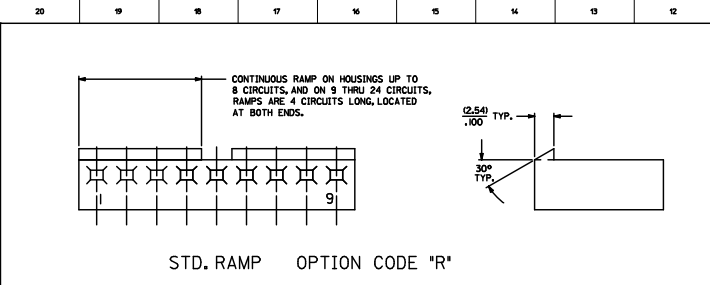 20 19 18 17 16 15 14 13 12
CONTINUOUS RAMP ON HOUSINGS UP TO
8 CIRCUITS, AND ON 9 THRU 24 CIRCUITS,
RAMPS ARE 4 CIRCUITS LONG, LOCATED
AT BOTH ENDS.
(2.54)
.100 TYP.
30°
TYP.
1 9
STD. RAMP OPTION CODE "R"